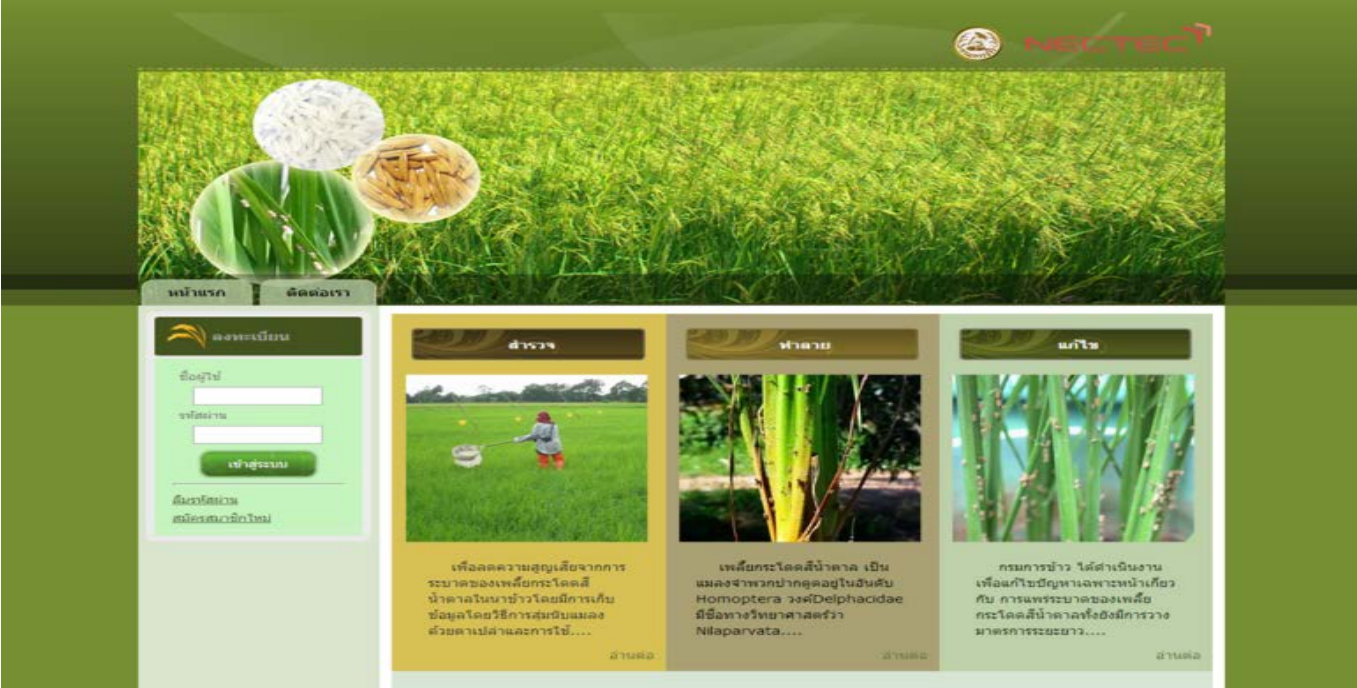 NECTEC
หน้าแรก
ติดต่อเรา
ลงทะเบียน
ชื่อผู้ใช้
รหัสผ่าน
เข้าสู่ระบบ
ลืมรหัสผ่าน
สมัครสมาชิกใหม่
สำรวจ
เพื่อลดความสูญเสียจากการ
ระบาดของเพลี้ยกระโดดสี
น้ำตาลในนาข้าวโดยมีการเก็บ
ข้อมูลโดยวิธีการสุ่มนับแมลง
ด้วยตาเปล่าและการใช้....
อ่านต่อ
ทำลาย
เพลี้ยกระโดดสีน้ำตาล เป็น
แมลงจำพวกปากดูดอยู่ในอันดับ
Homoptera วงศ์Delphacidae
มีชื่อทางวิทยาศาสตร์ว่า
Nilaparvata....
อ่านต่อ
แก้ไข
กรมการข้าว ได้ดำเนินงาน
เพื่อแก้ไขปัญหาเฉพาะหน้าเกี่ยว
กับ การแพร่ระบาดของเพลี้ย
กระโดดสีน้ำตาลทั้งยังมีการวาง
มาตรการระยะยาว....
อ่านต่อ